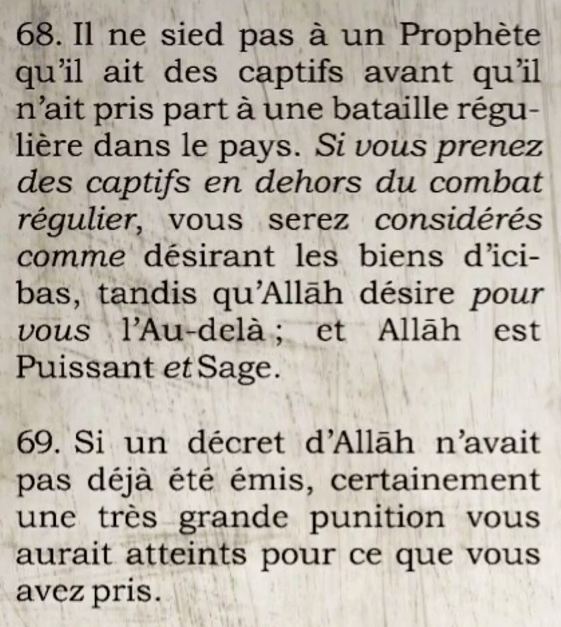 68. Il ne sied pas à un Prophète
qu'il ait des captifs avant qu'il
n'ait pris part à une bataille régu-
lière dans le pays. Si vous prenez
des captifs en dehors du combat
régulier, vous serez considérés
comme désirant les biens d'ici-
bas, tandis qu'Allāh désire pour
vous l'Au-delà ; et Allāh est
Puissant et Sage.
69. Si un décret d'Allāh n'avait
pas déjà été émis, certainement
une très grande punition vous
aurait atteints pour ce que vous
avez pris.